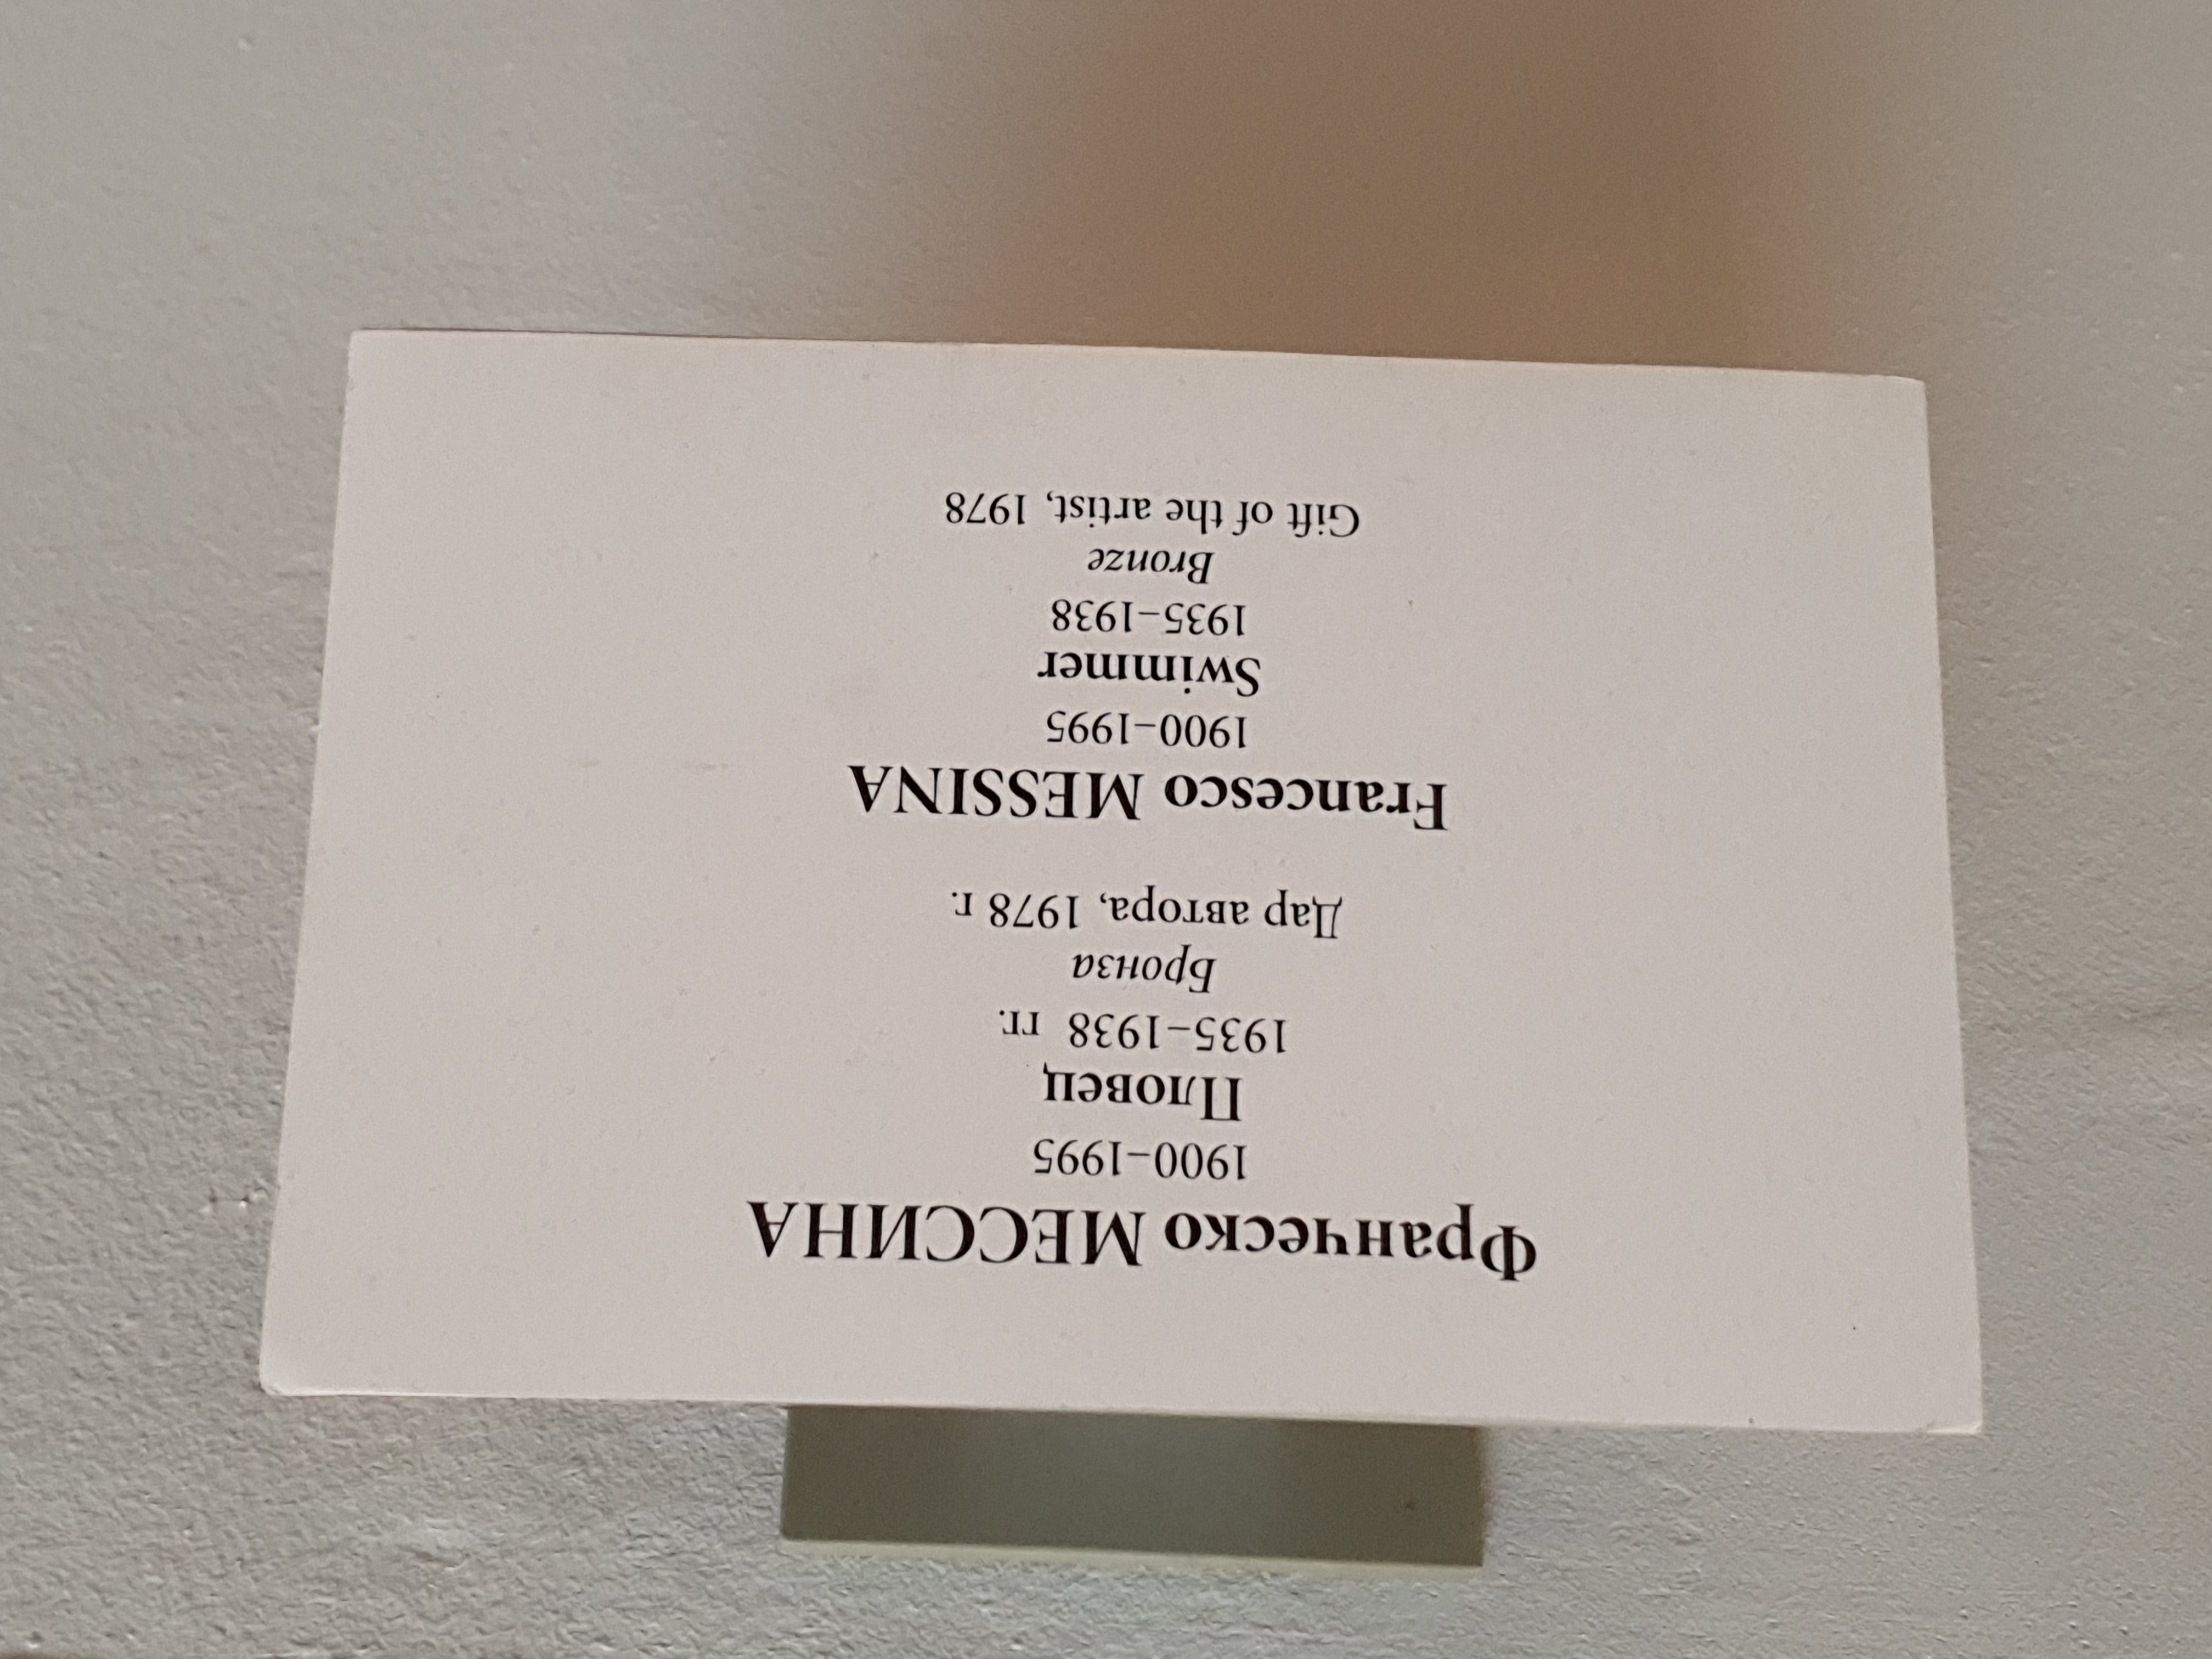 Франческо МЕССИНА
1900–1995
Пловец
1935–1938 гг.
Бронза
Дар автора, 1978 г.
Francesco MESSINA
1900–1995
Swimmer
1935–1938
Bronze
Gift of the artist, 1978